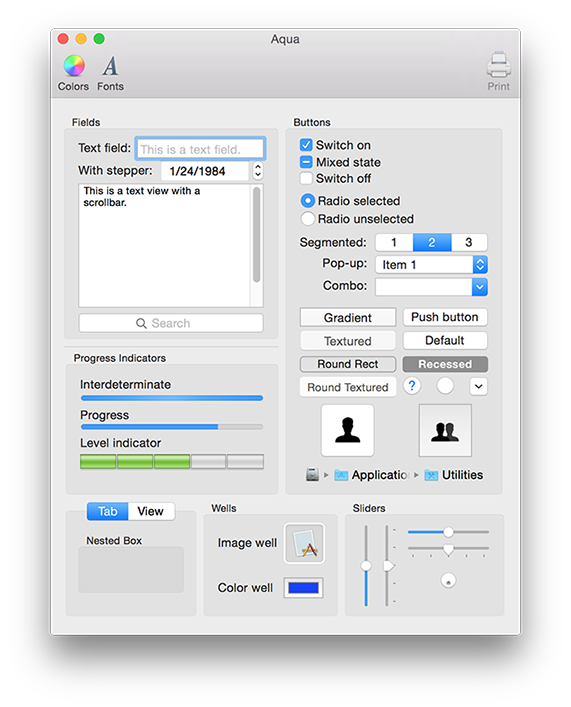 Aqua
Colors
Fonts
Print
Fields
Text field: This is a text field.
With stepper: 1/24/1984
This is a text view with a
scrollbar.
Search
Progress Indicators
Interdeterminate
Progress
Level indicator
Tab View
Nested Box
Buttons
Switch on
Mixed state
Switch off
Radio selected
Radio unselected
Segmented: 1 2 3
Pop-up: Item 1
Combo:
Gradient Push button
Textured Default
Round Rect Recessed
Round Textured ?
Applicatio Utilities
Wells
Image well
Color well
Sliders